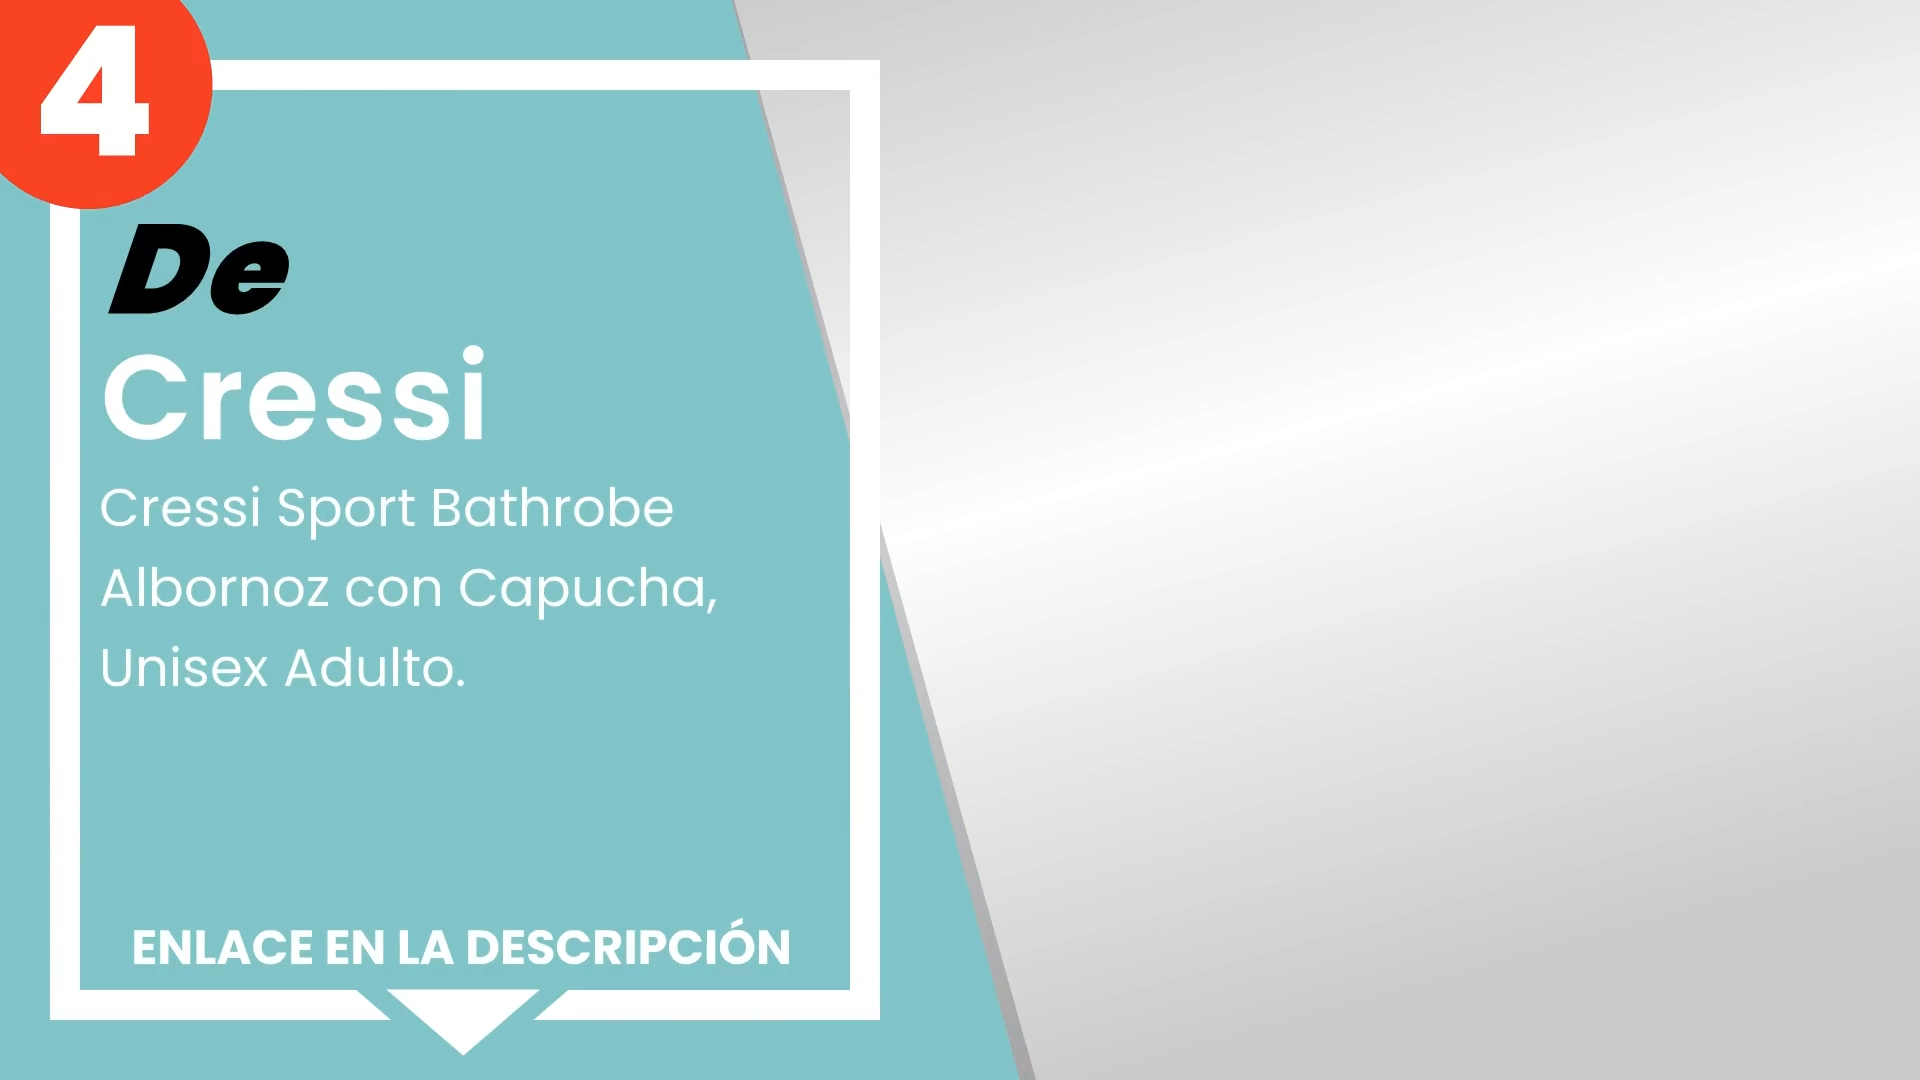 4
De
Cressi
Cressi Sport Bathrobe
Albornoz con Capucha,
Unisex Adulto.
ENLACE EN LA DESCRIPCIÓN